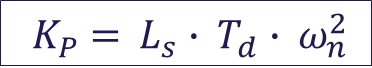 K_P = L_s · T_d · ω_n^2